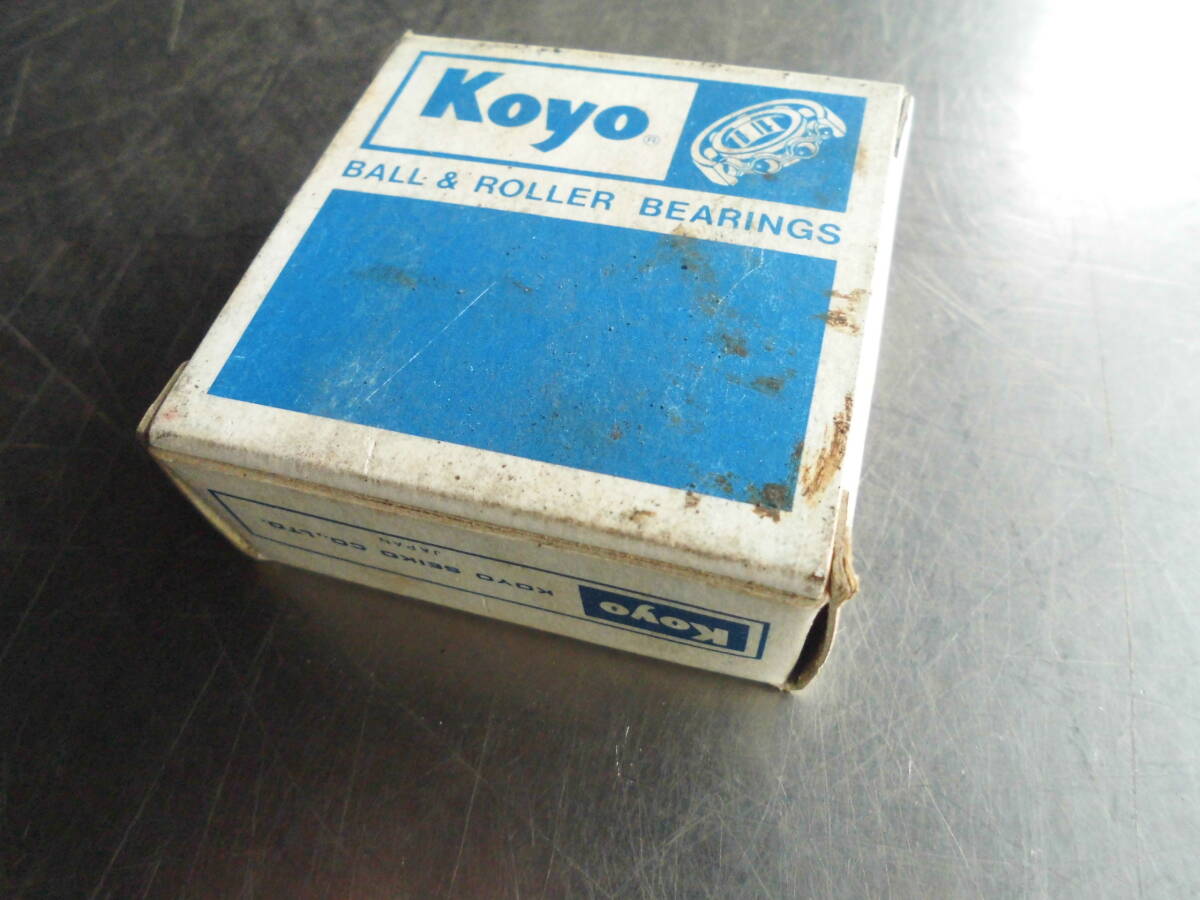 Koyo®
BALL & ROLLER BEARINGS
Koyo KOYO SEIKO CO., LTD.
JAPAN